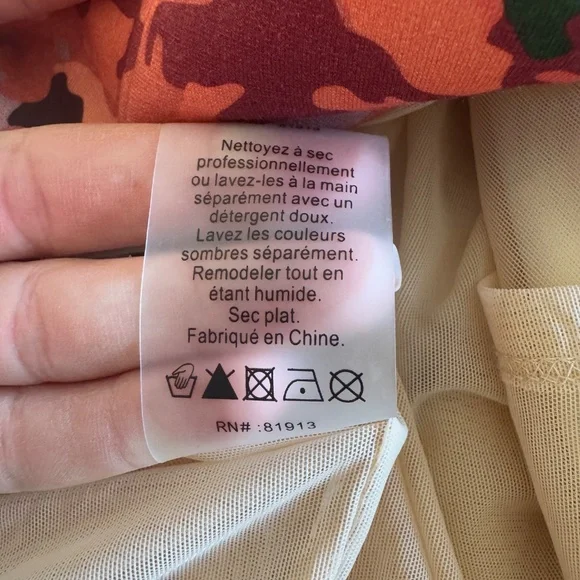 Nettoyez à sec
professionnellement
ou lavez-les à la main
séparément avec un
détergent doux.
Lavez les couleurs
sombres séparément.
Remodeler tout en
étant humide.
Sec plat.
Fabriqué en Chine.
RN# :81913